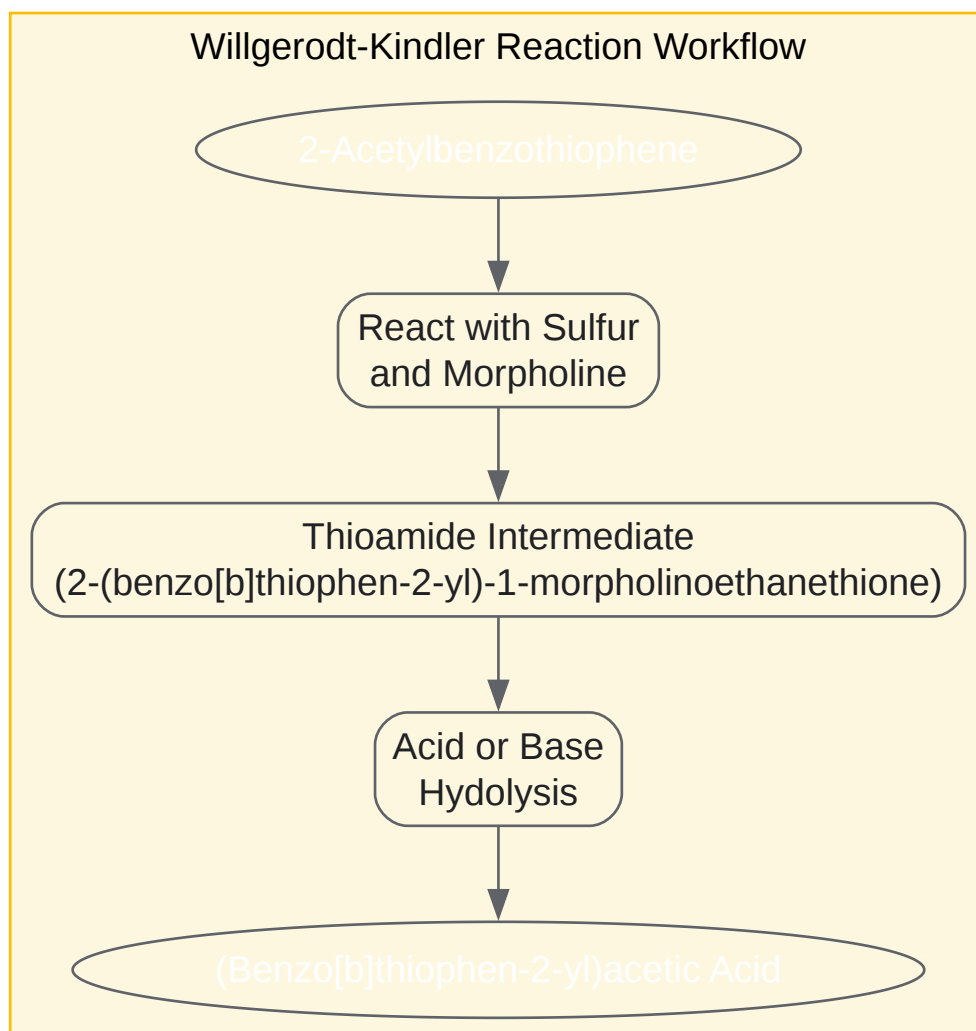 Willgerodt-Kindler Reaction Workflow
2-Acetylbenzothiophene
React with Sulfur
and Morpholine
Thioamide Intermediate
(2-(benzo[b]thiophen-2-yl)-1-morpholinoethanethione)
Acid or Base
Hydolysis
(Benzo[b]thiophen-2-yl)acetic Acid